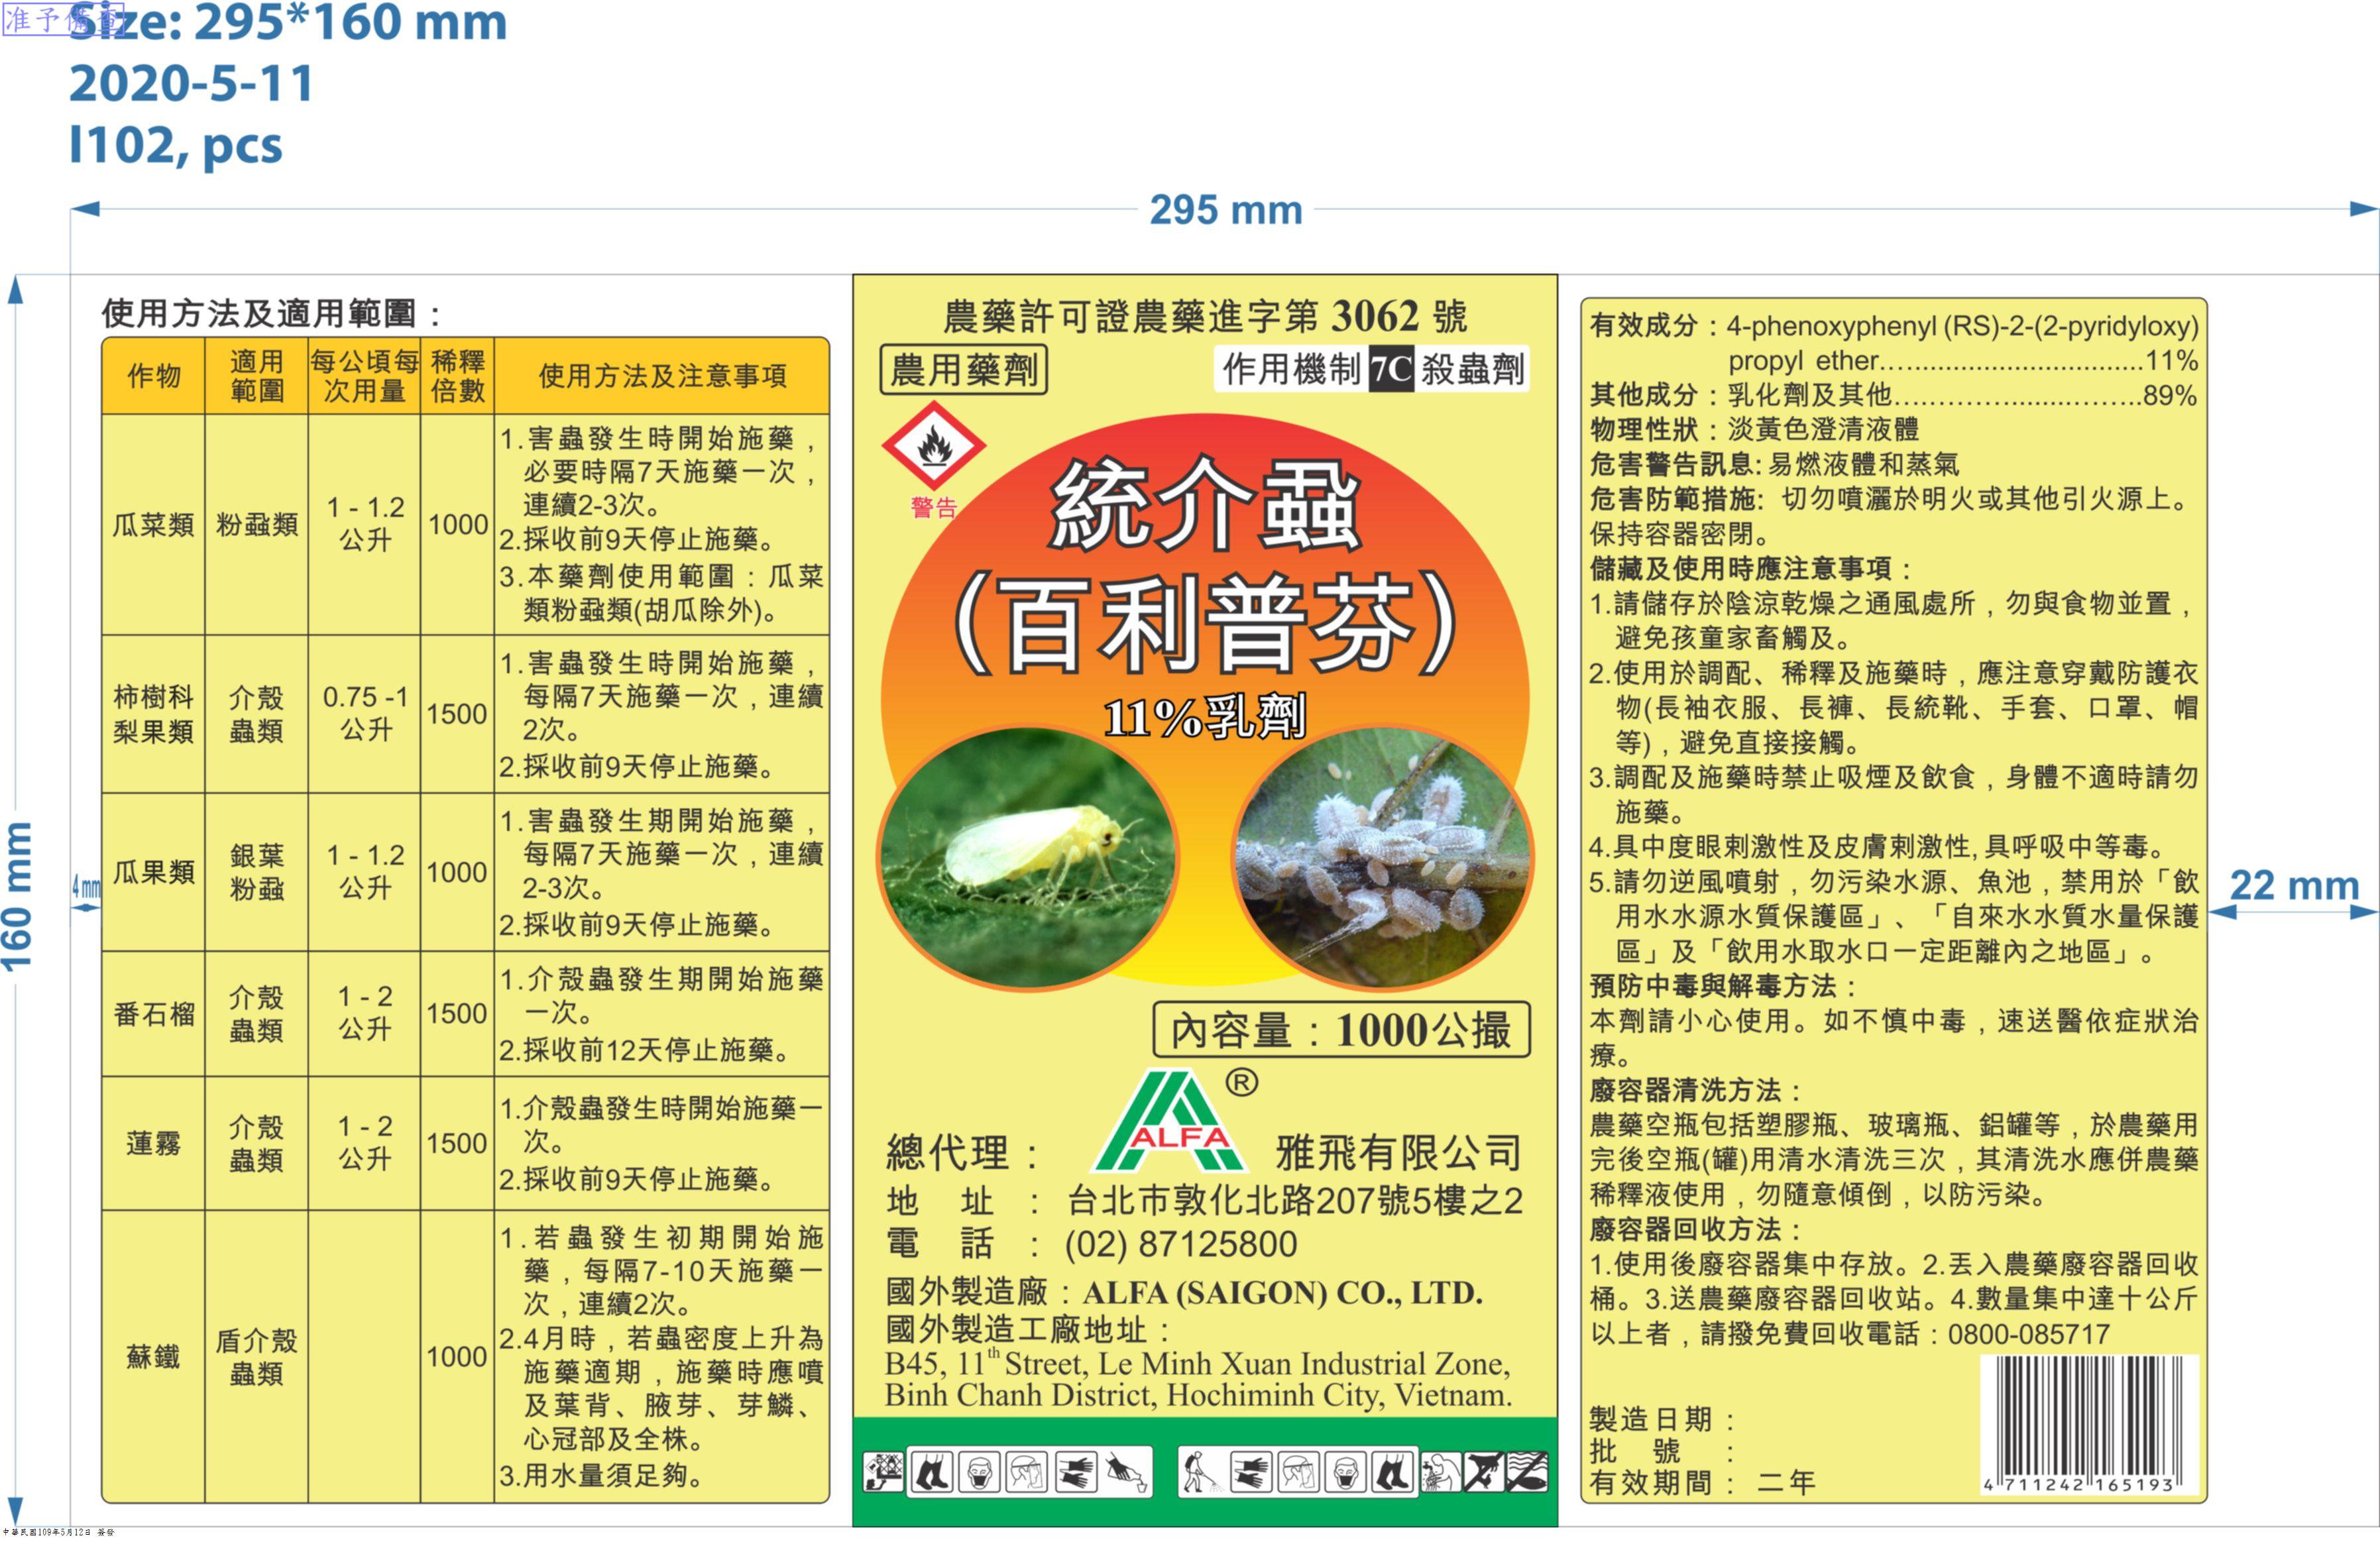 准予備查
Size: 295*160 mm
2020-5-11
I102, pcs
295 mm
160 mm
4 mm
22 mm
使用方法及適用範圍：
作物 適用範圍 每公頃每次用量 稀釋倍數 使用方法及注意事項
瓜菜類 粉蝨類 1 - 1.2公升 1000
1.害蟲發生時開始施藥，
必要時隔7天施藥一次，
連續2-3次。
2.採收前9天停止施藥。
3.本藥劑使用範圍：瓜菜
類粉蝨類(胡瓜除外)。
柿樹科梨果類 介殼蟲類 0.75 -1公升 1500
1.害蟲發生時開始施藥，
每隔7天施藥一次，連續
2次。
2.採收前9天停止施藥。
瓜果類 銀葉粉蝨 1 - 1.2公升 1000
1.害蟲發生期開始施藥，
每隔7天施藥一次，連續
2-3次。
2.採收前9天停止施藥。
番石榴 介殼蟲類 1 - 2公升 1500
1.介殼蟲發生期開始施藥
一次。
2.採收前12天停止施藥。
蓮霧 介殼蟲類 1 - 2公升 1500
1.介殼蟲發生時開始施藥一
次。
2.採收前9天停止施藥。
蘇鐵 盾介殼蟲類 1000
1.若蟲發生初期開始施
藥，每隔7-10天施藥一
次，連續2次。
2.4月時，若蟲密度上升為
施藥適期，施藥時應噴
及葉背、腋芽、芽鱗、
心冠部及全株。
3.用水量須足夠。
農藥許可證農藥進字第 3062 號
農用藥劑
作用機制 7C 殺蟲劑
警告
統介蝨
（百利普芬）
11%乳劑
內容量：1000公撮
ALFA ®
總代理： 雅飛有限公司
地 址 ：台北市敦化北路207號5樓之2
電 話 ：(02) 87125800
國外製造廠：ALFA (SAIGON) CO., LTD.
國外製造工廠地址：
B45, 11th Street, Le Minh Xuan Industrial Zone,
Binh Chanh District, Hochiminh City, Vietnam.
有效成分：4-phenoxyphenyl (RS)-2-(2-pyridyloxy)
propyl ether................................11%
其他成分：乳化劑及其他..............................89%
物理性狀：淡黃色澄清液體
危害警告訊息: 易燃液體和蒸氣
危害防範措施: 切勿噴灑於明火或其他引火源上。
保持容器密閉。
儲藏及使用時應注意事項：
1.請儲存於陰涼乾燥之通風處所，勿與食物並置，
避免孩童家畜觸及。
2.使用於調配、稀釋及施藥時，應注意穿戴防護衣
物(長袖衣服、長褲、長統靴、手套、口罩、帽
等)，避免直接接觸。
3.調配及施藥時禁止吸煙及飲食，身體不適時請勿
施藥。
4.具中度眼刺激性及皮膚刺激性, 具呼吸中等毒。
5.請勿逆風噴射，勿污染水源、魚池，禁用於「飲
用水水源水質保護區」、「自來水水質水量保護
區」及「飲用水取水口一定距離內之地區」。
預防中毒與解毒方法：
本劑請小心使用。如不慎中毒，速送醫依症狀治
療。
廢容器清洗方法：
農藥空瓶包括塑膠瓶、玻璃瓶、鋁罐等，於農藥用
完後空瓶(罐)用清水清洗三次，其清洗水應併農藥
稀釋液使用，勿隨意傾倒，以防污染。
廢容器回收方法：
1.使用後廢容器集中存放。2.丟入農藥廢容器回收
桶。3.送農藥廢容器回收站。4.數量集中達十公斤
以上者，請撥免費回收電話：0800-085717
製造日期：
批 號 ：
有效期間： 二年
4 711242 165193
中華民國109年5月12日 簽發